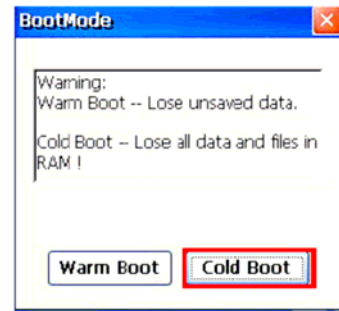 BootMode
Warning:
Warm Boot -- Lose unsaved data.
Cold Boot -- Lose all data and files in
RAM !
Warm Boot
Cold Boot